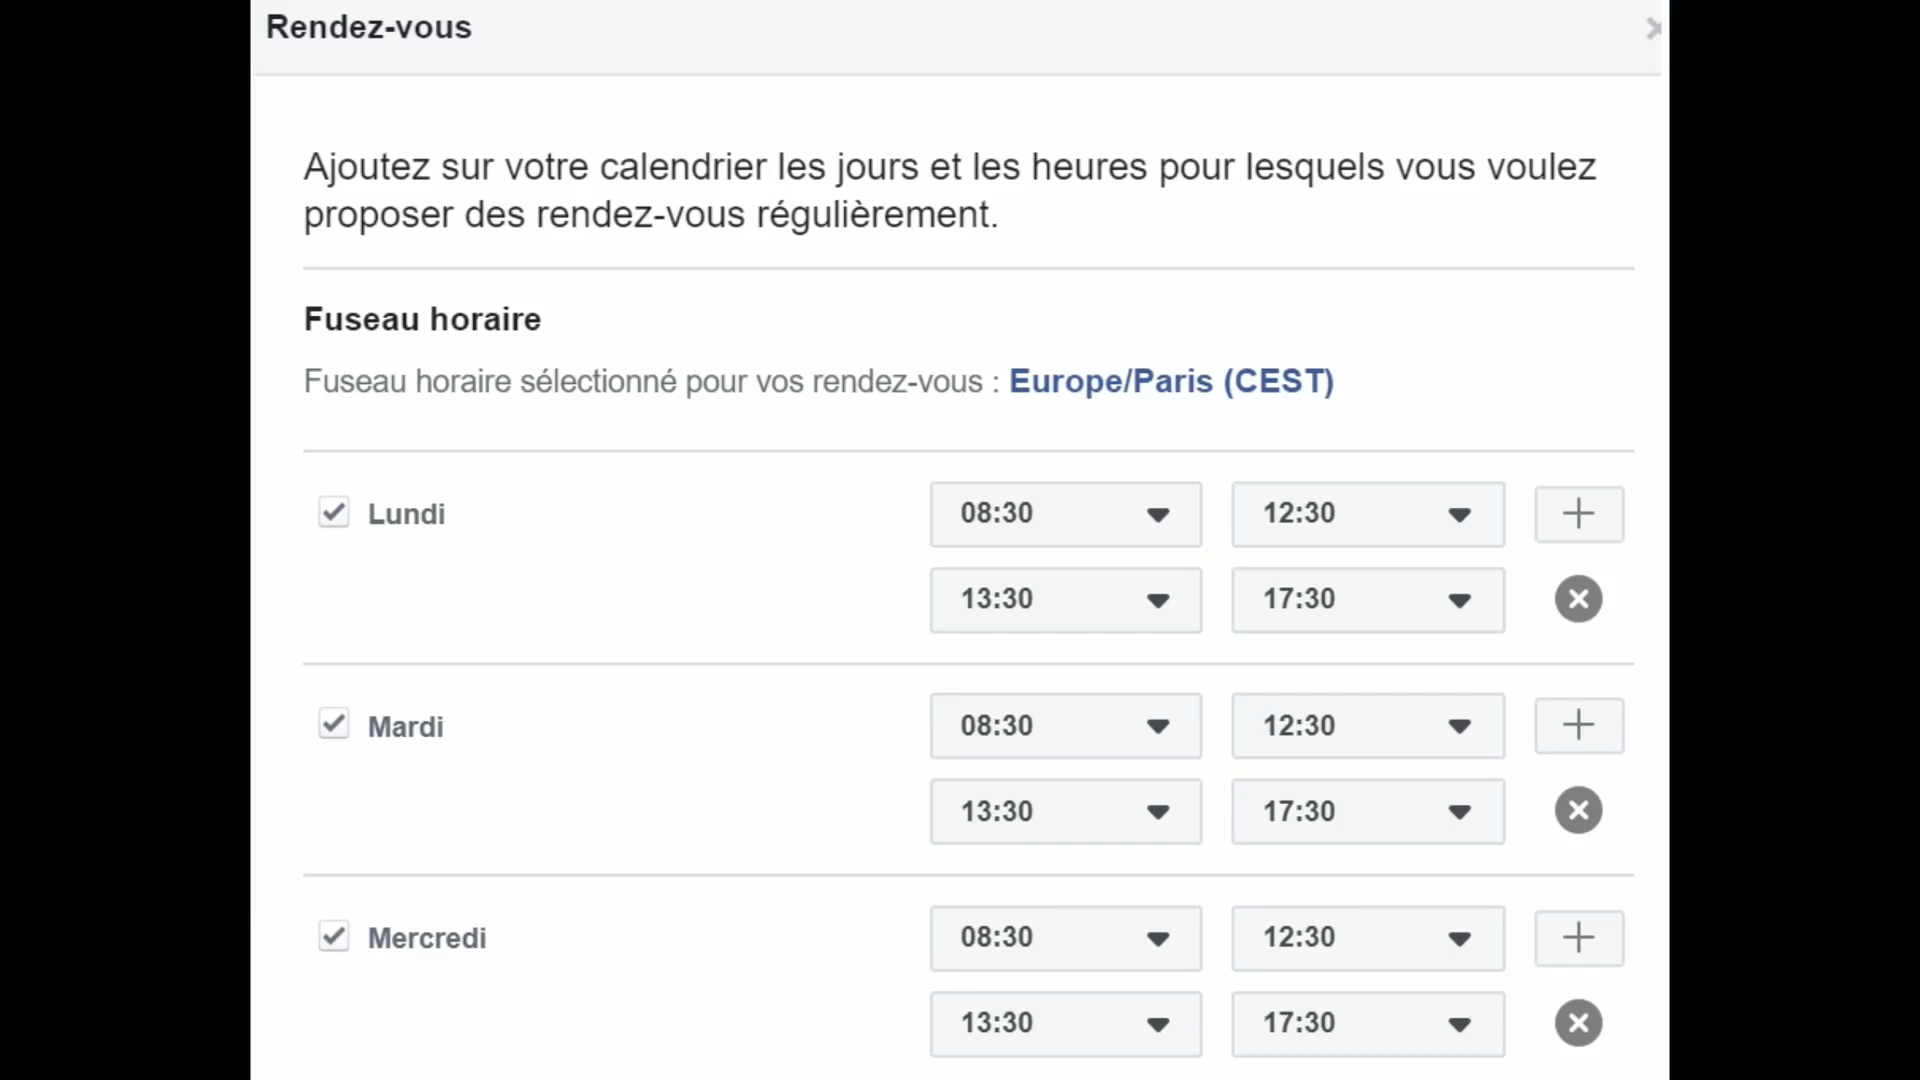 Rendez-vous
Ajoutez sur votre calendrier les jours et les heures pour lesquels vous voulez
proposer des rendez-vous régulièrement.
Fuseau horaire
Fuseau horaire sélectionné pour vos rendez-vous : Europe/Paris (CEST)
Lundi 08:30 12:30
13:30 17:30
Mardi 08:30 12:30
13:30 17:30
Mercredi 08:30 12:30
13:30 17:30